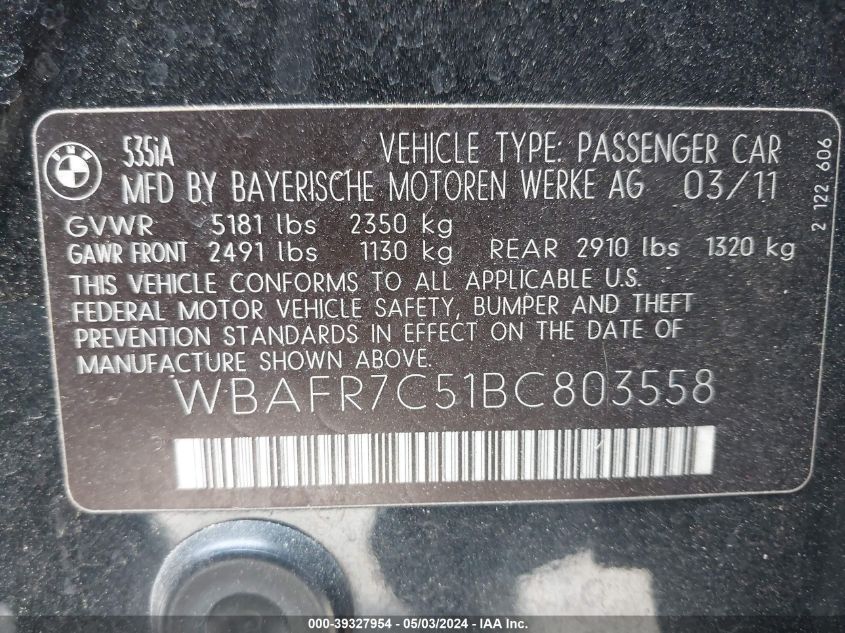 BMW
535iA VEHICLE TYPE: PASSENGER CAR
MFD BY BAYERISCHE MOTOREN WERKE AG 03/11
GVWR 5181 lbs 2350 kg
GAWR FRONT 2491 lbs 1130 kg REAR 2910 lbs 1320 kg
THIS VEHICLE CONFORMS TO ALL APPLICABLE U.S.
FEDERAL MOTOR VEHICLE SAFETY, BUMPER AND THEFT
PREVENTION STANDARDS IN EFFECT ON THE DATE OF
MANUFACTURE SHOWN ABOVE.
WBAFR7C51BC803558
2 122 606
000-39327954 - 05/03/2024 - IAA Inc.